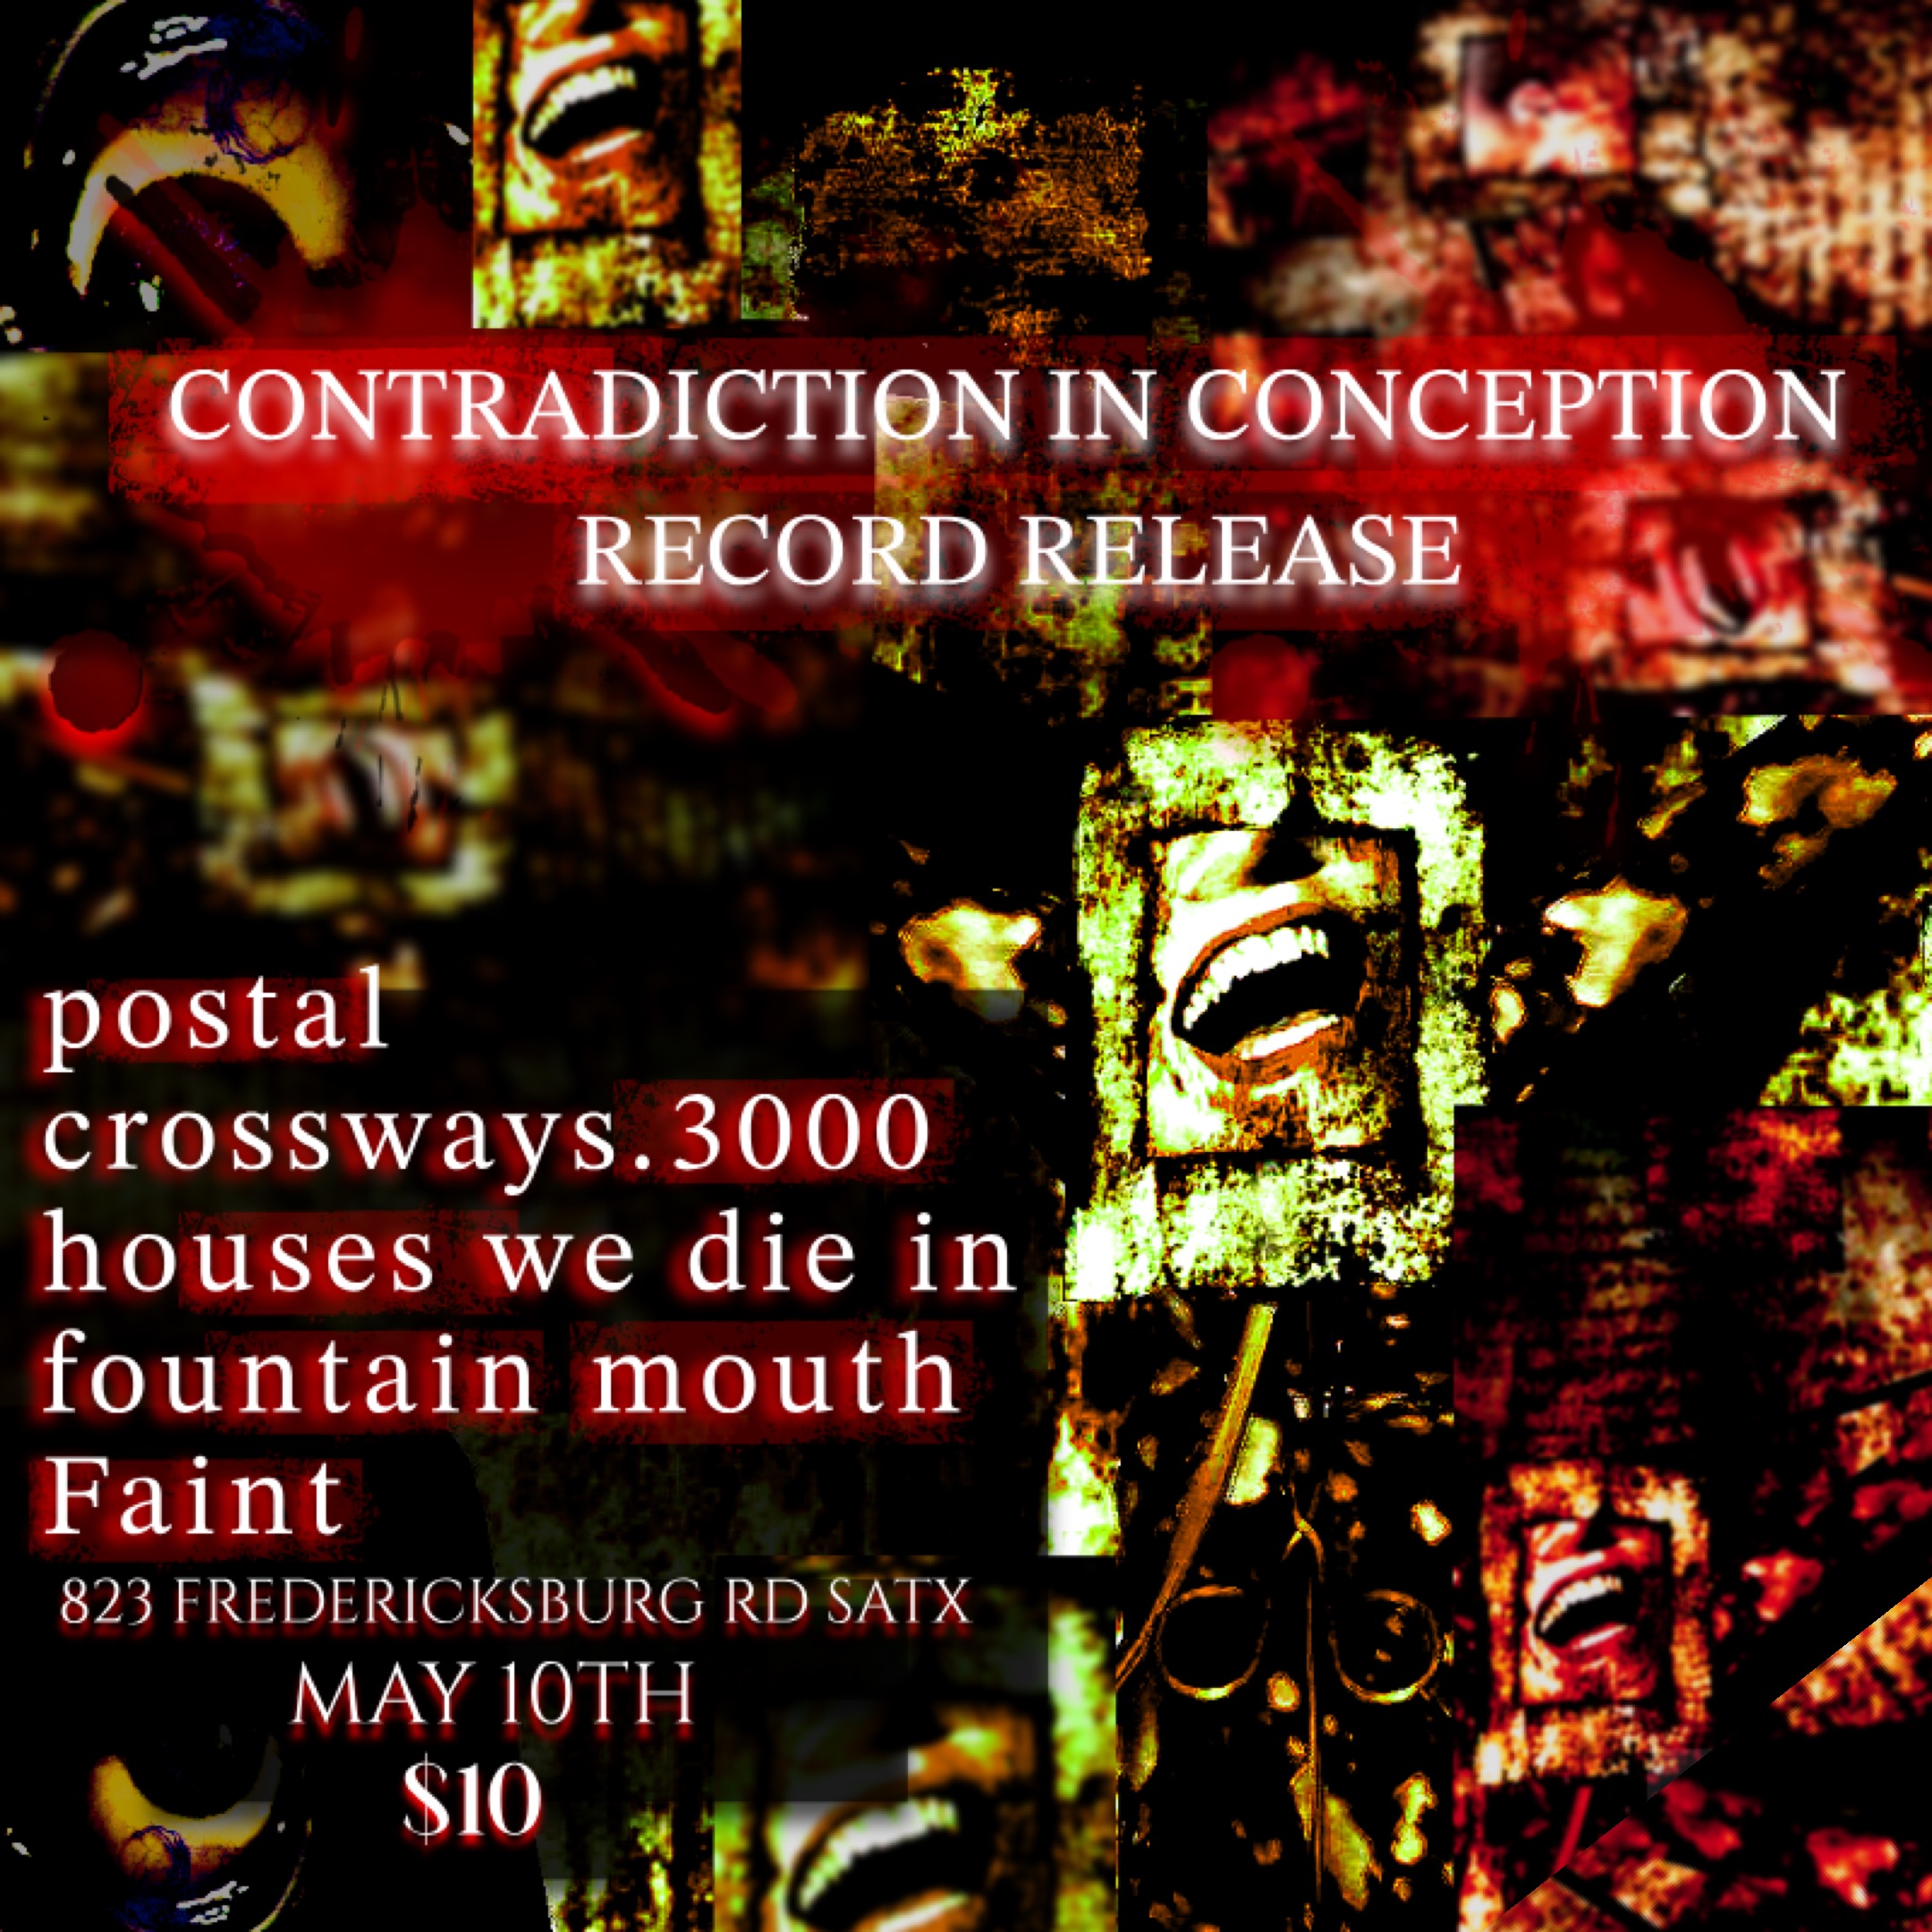 CONTRADICTION IN CONCEPTION
RECORD RELEASE
postal
crossways.3000
houses we die in
fountain mouth
Faint
823 FREDERICKSBURG RD SATX
MAY 10TH
$10